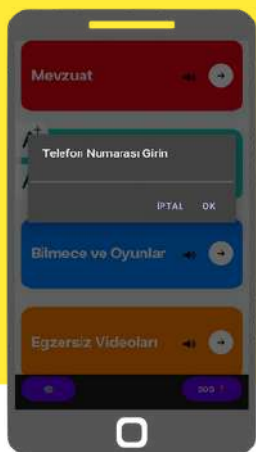 Mevzuat
A+
Telefon Numarası Girin
İPTAL OK
Bilmece ve Oyunlar
Egzersiz Videoları